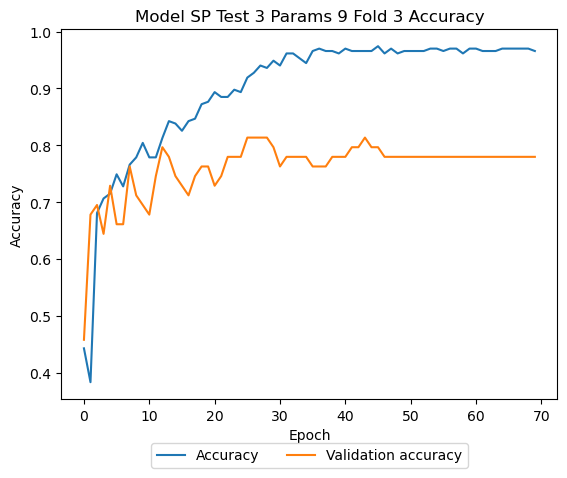 Model SP Test 3 Params 9 Fold 3 Accuracy
1.0
0.9
0.8
0.7
0.6
0.5
0.4
Accuracy
0 10 20 30 40 50 60 70
Epoch
Accuracy Validation accuracy